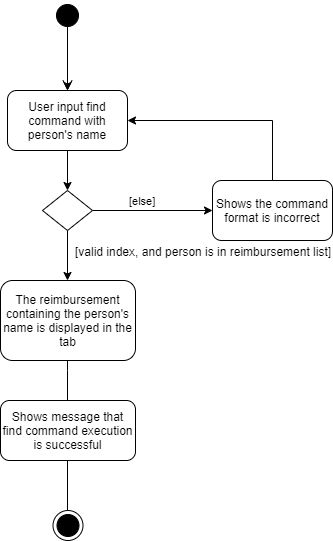 User input find
command with
person's name
[else]
Shows the command
format is incorrect
[valid index, and person is in reimbursement list]
The reimbursement
containing the person's
name is displayed in the
tab
Shows message that
find command execution
is successful